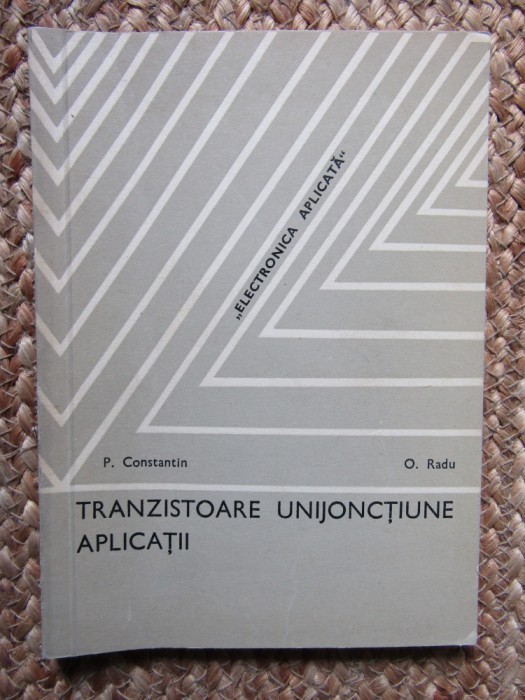 „ELECTRONICA APLICATĂ“
P. Constantin
O. Radu
TRANZISTOARE UNIJONCȚIUNE
APLICAȚII